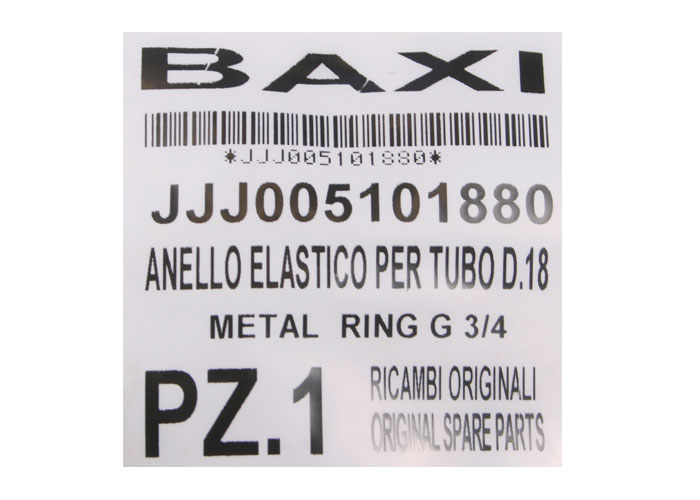 BAXI
*JJJ005101880*
JJJ005101880
ANELLO ELASTICO PER TUBO D.18
METAL RING G 3/4
PZ.1
RICAMBI ORIGINALI
ORIGINAL SPARE PARTS